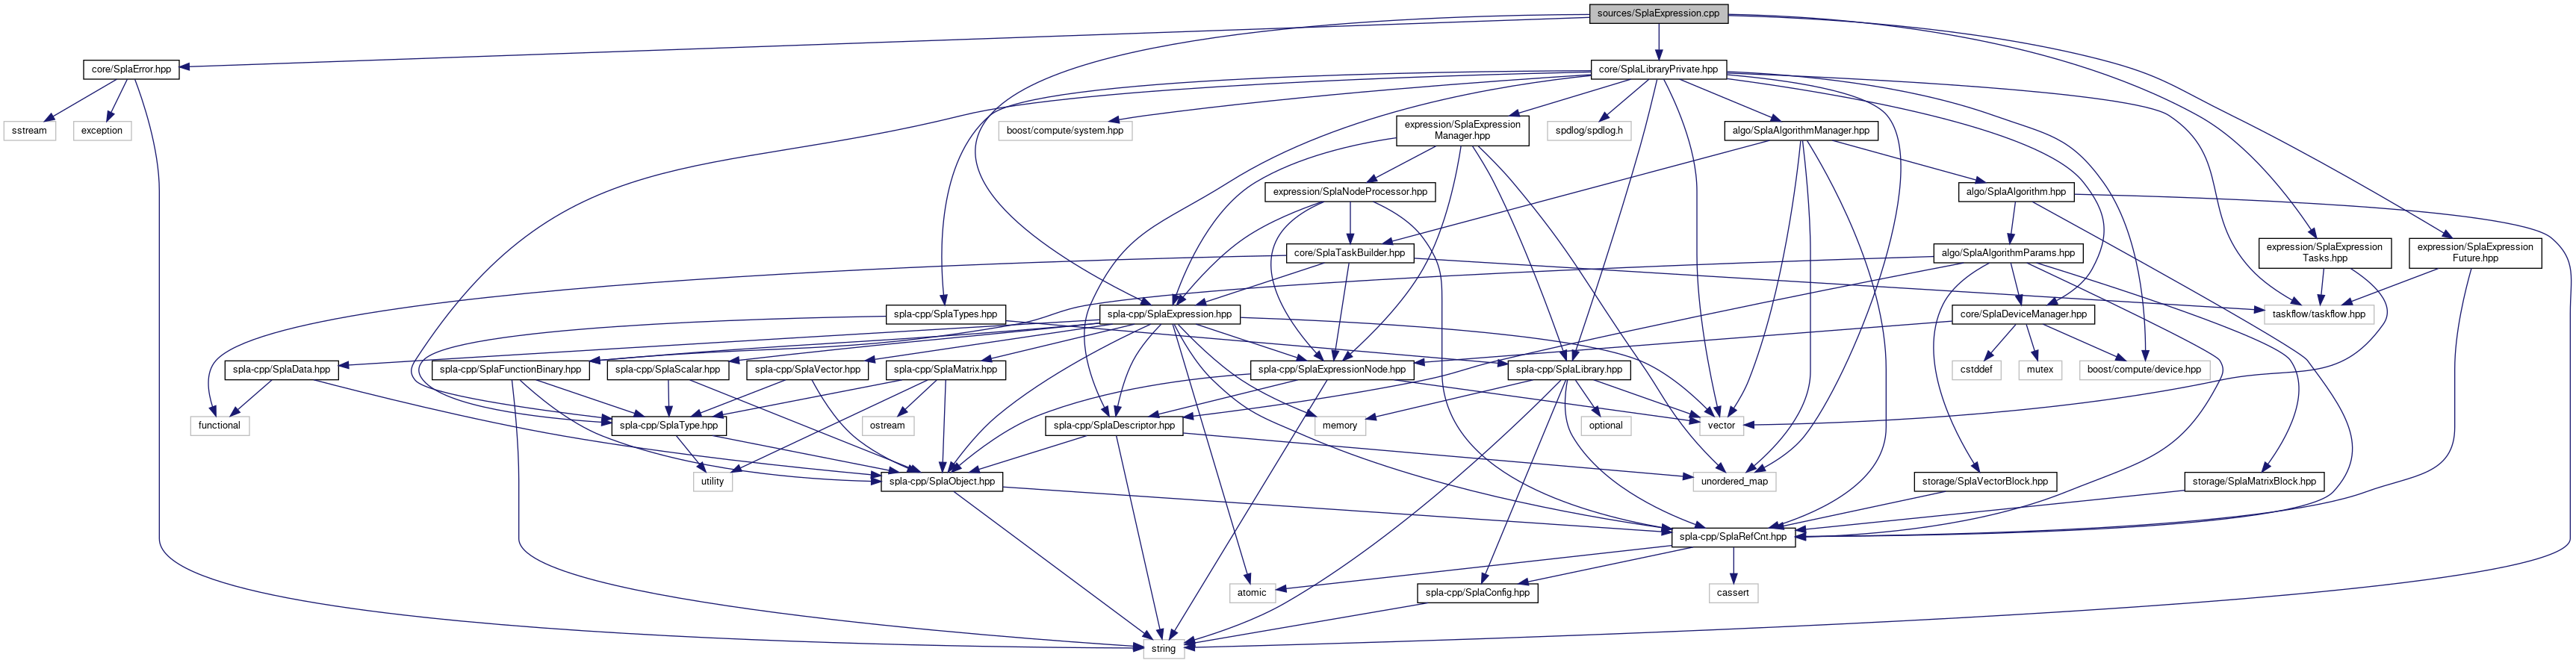 sources/SplaExpression.cpp
core/SplaError.hpp
core/SplaLibraryPrivate.hpp
sstream
exception
boost/compute/system.hpp
expression/SplaExpression
Manager.hpp
spdlog/spdlog.h
algo/SplaAlgorithmManager.hpp
expression/SplaNodeProcessor.hpp
algo/SplaAlgorithm.hpp
core/SplaTaskBuilder.hpp
algo/SplaAlgorithmParams.hpp
expression/SplaExpression
Tasks.hpp
expression/SplaExpression
Future.hpp
spla-cpp/SplaTypes.hpp
spla-cpp/SplaExpression.hpp
core/SplaDeviceManager.hpp
taskflow/taskflow.hpp
spla-cpp/SplaData.hpp
spla-cpp/SplaFunctionBinary.hpp
spla-cpp/SplaScalar.hpp
spla-cpp/SplaVector.hpp
spla-cpp/SplaMatrix.hpp
spla-cpp/SplaExpressionNode.hpp
spla-cpp/SplaLibrary.hpp
cstddef
mutex
boost/compute/device.hpp
functional
spla-cpp/SplaType.hpp
ostream
spla-cpp/SplaDescriptor.hpp
memory
optional
vector
utility
spla-cpp/SplaObject.hpp
unordered_map
storage/SplaVectorBlock.hpp
storage/SplaMatrixBlock.hpp
spla-cpp/SplaRefCnt.hpp
atomic
spla-cpp/SplaConfig.hpp
cassert
string